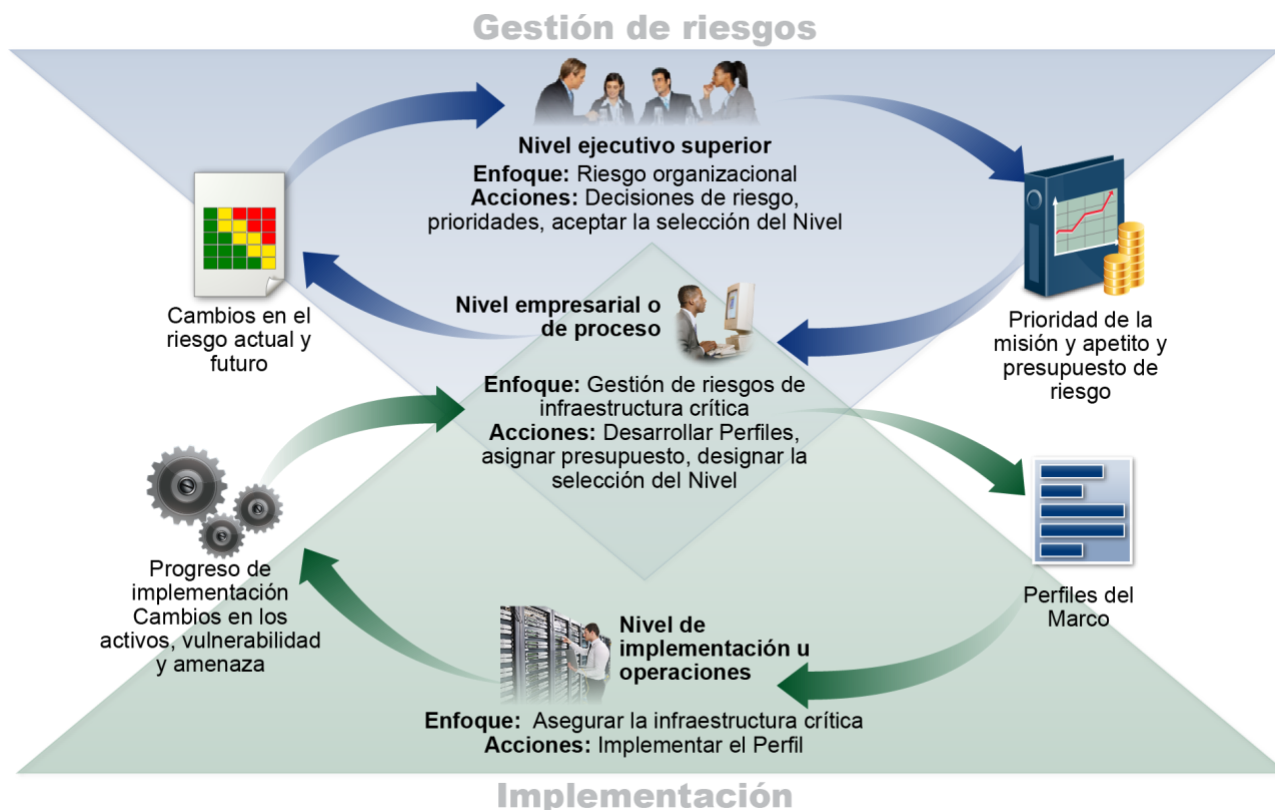 Gestión de riesgos
Nivel ejecutivo superior
Enfoque: Riesgo organizacional
Acciones: Decisiones de riesgo,
prioridades, aceptar la selección del Nivel
Cambios en el
riesgo actual y
futuro
Nivel empresarial o
de proceso
Prioridad de la
misión y apetito y
presupuesto de
riesgo
Enfoque: Gestión de riesgos de
infraestructura crítica
Acciones: Desarrollar Perfiles,
asignar presupuesto, designar la
selección del Nivel
Progreso de
implementación
Cambios en los
activos, vulnerabilidad
y amenaza
Perfiles del
Marco
Nivel de
implementación u
operaciones
Enfoque: Asegurar la infraestructura crítica
Acciones: Implementar el Perfil
Implementación